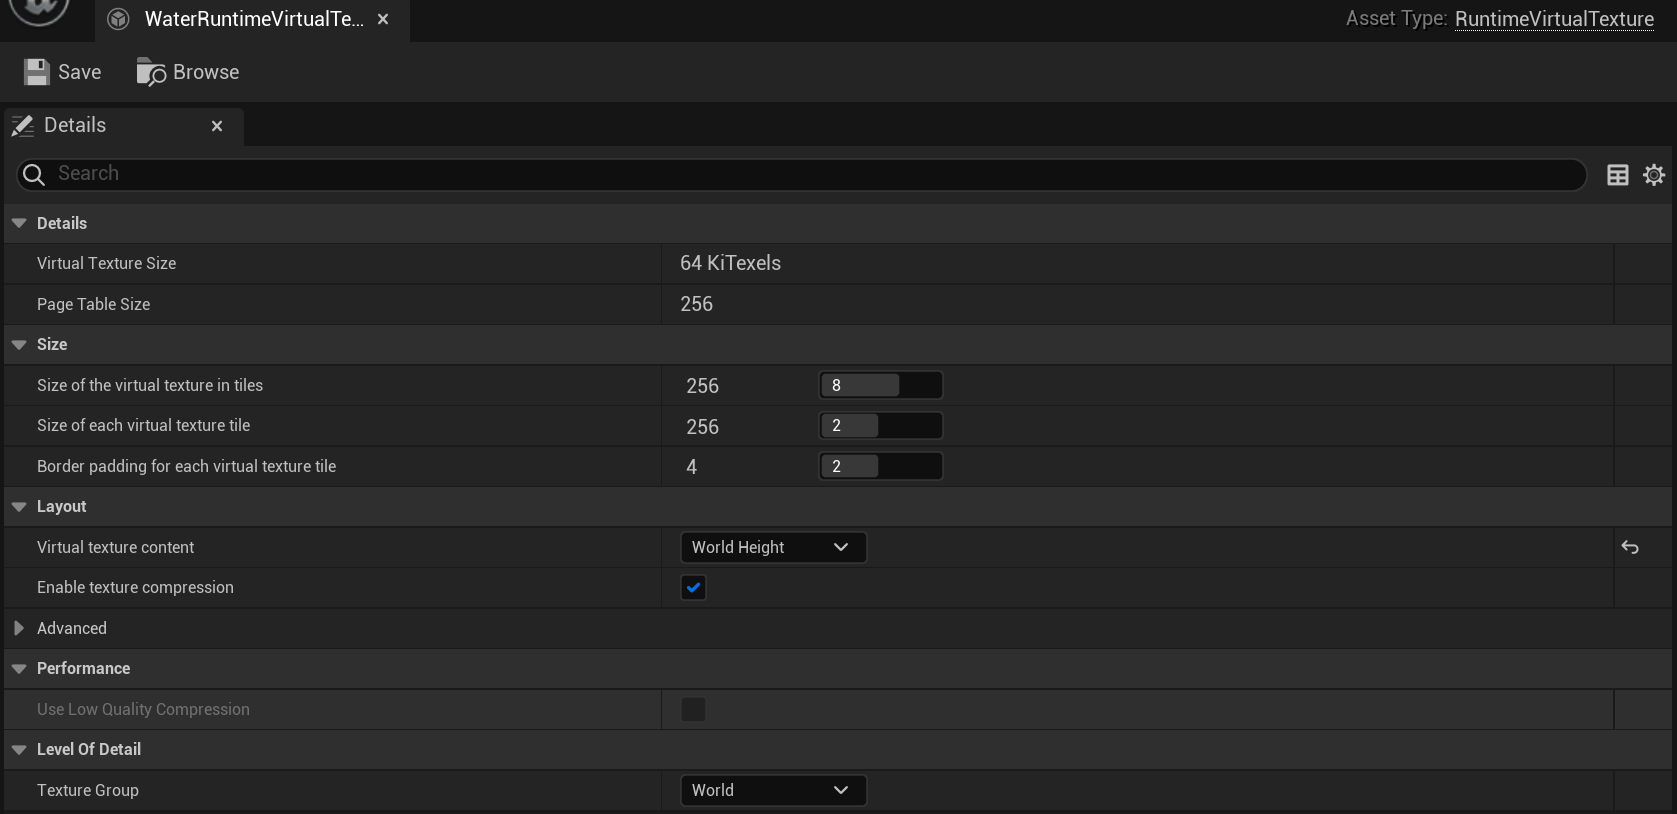 WaterRuntimeVirtualTe...
Asset Type: RuntimeVirtualTexture
Save
Browse
Details
Search
Details
Virtual Texture Size 64 KiTexels
Page Table Size 256
Size
Size of the virtual texture in tiles 256 8
Size of each virtual texture tile 256 2
Border padding for each virtual texture tile 4 2
Layout
Virtual texture content World Height
Enable texture compression
Advanced
Performance
Use Low Quality Compression
Level Of Detail
Texture Group World